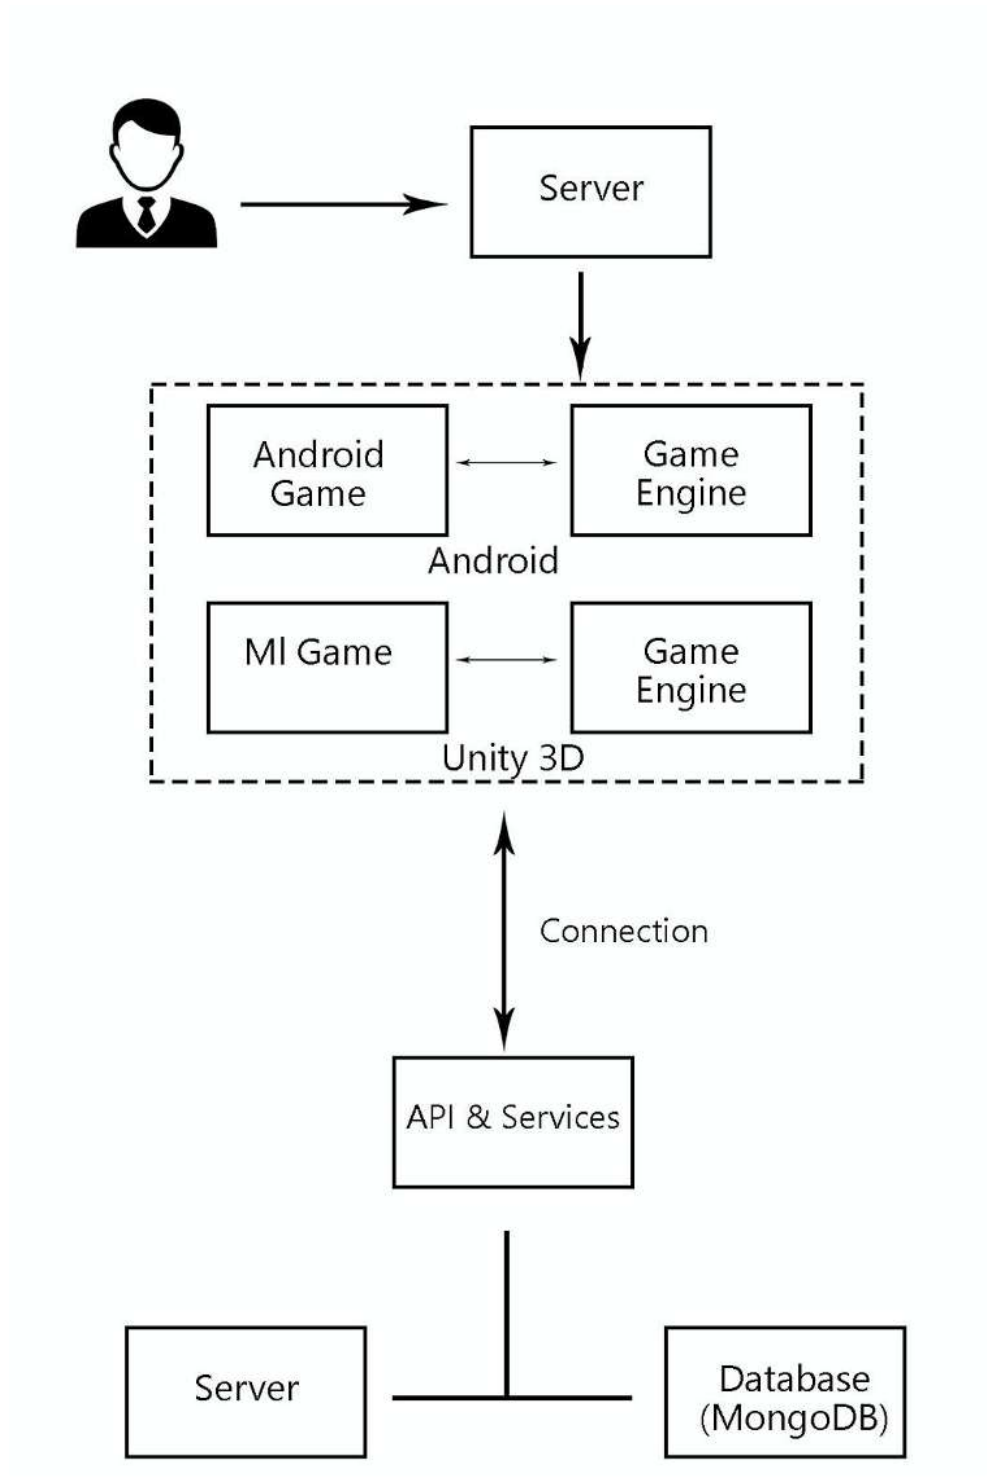 Server
Android
Game
Game
Engine
Android
Ml Game
Game
Engine
Unity 3D
Connection
API & Services
Server
Database
(MongoDB)